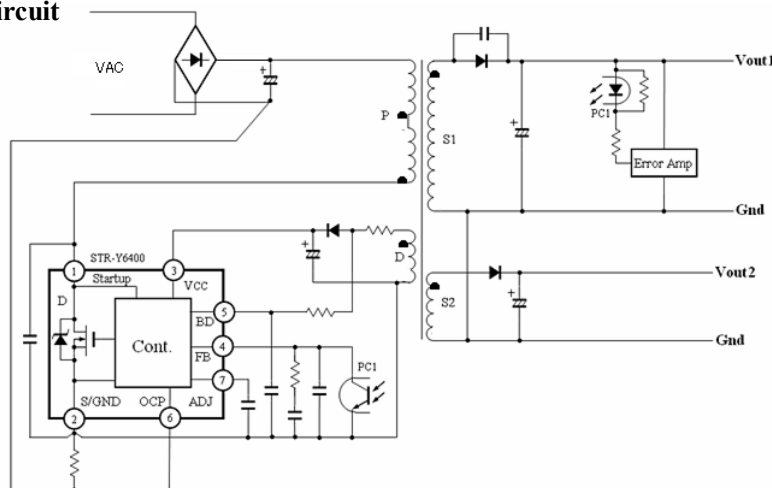 ircuit
VAC
P
S1
PC1
Error Amp
Vout1
Gnd
D
S2
Vout2
Gnd
STR-Y6400
1
Startup
3
VCC
D
Cont.
BD
5
FB
4
PC1
7
S/GND
OCP
ADJ
2
6